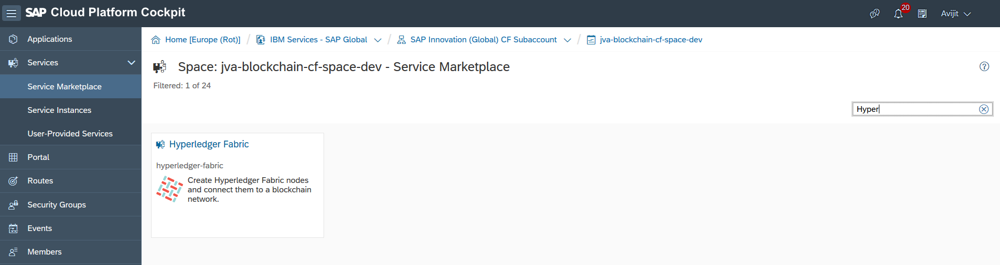 SAP Cloud Platform Cockpit
20
Avijit
Applications
Services
Service Marketplace
Service Instances
User-Provided Services
Portal
Routes
Security Groups
Events
Members
Home [Europe (Rot)] / IBM Services - SAP Global / SAP Innovation (Global) CF Subaccount / jva-blockchain-cf-space-dev
Space: jva-blockchain-cf-space-dev - Service Marketplace
Filtered: 1 of 24
Hyper
Hyperledger Fabric
hyperledger-fabric
Create Hyperledger Fabric nodes
and connect them to a blockchain
network.